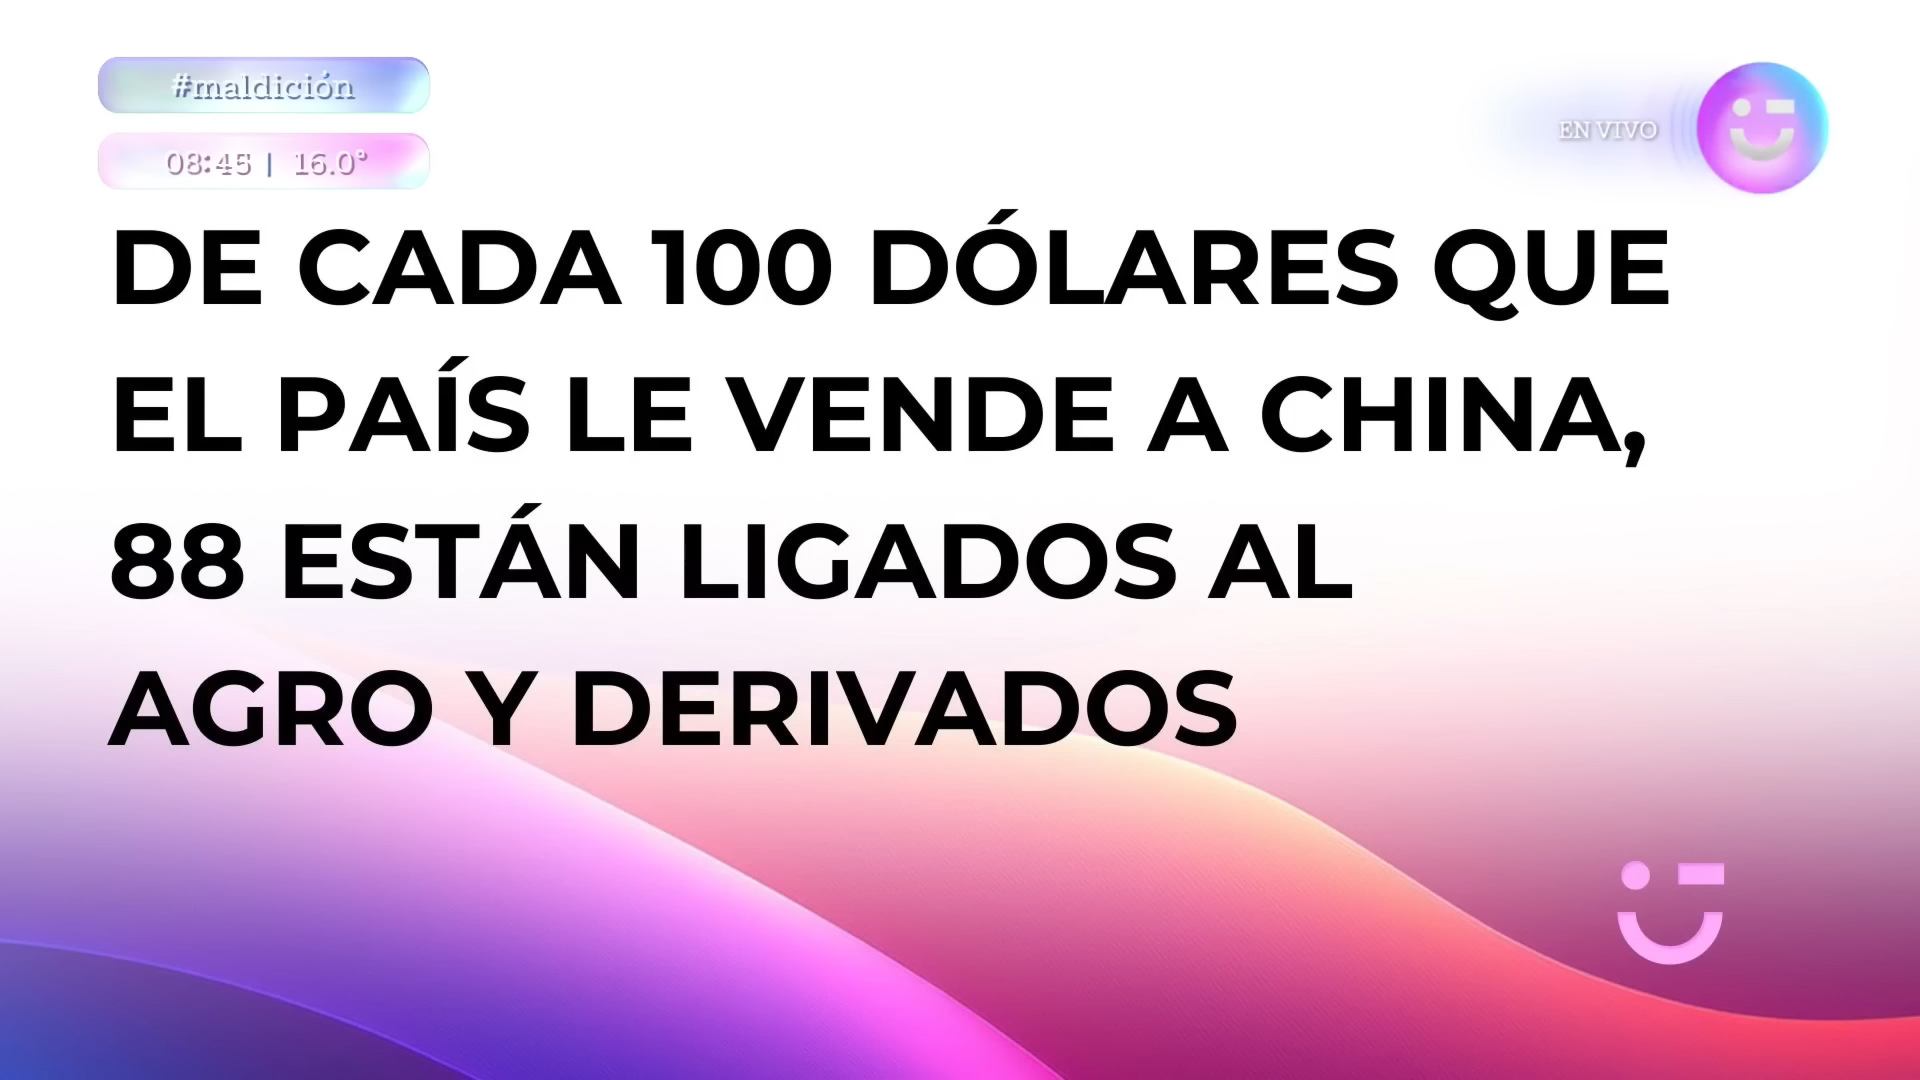 #maldición
08:45 | 16.0°
EN VIVO
DE CADA 100 DÓLARES QUE
EL PAÍS LE VENDE A CHINA,
88 ESTÁN LIGADOS AL
AGRO Y DERIVADOS